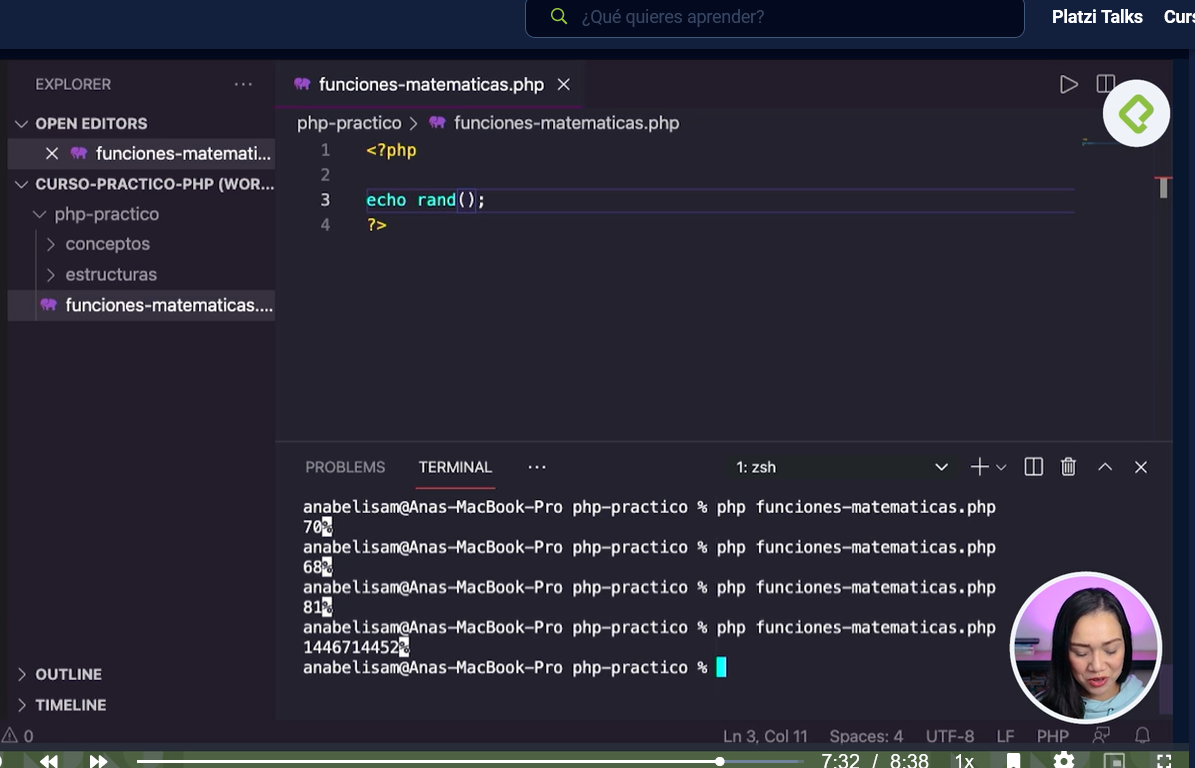 ¿Qué quieres aprender?
Platzi Talks
EXPLORER
···
funciones-matematicas.php
OPEN EDITORS
funciones-matemati...
CURSO-PRACTICO-PHP (WOR...
php-practico
conceptos
estructuras
funciones-matematicas....
OUTLINE
TIMELINE
php-practico > funciones-matematicas.php
1 <?php
2
3 echo rand();
4 ?>
PROBLEMS
TERMINAL
···
1: zsh
anabelisam@Anas-MacBook-Pro php-practico % php funciones-matematicas.php
70%
anabelisam@Anas-MacBook-Pro php-practico % php funciones-matematicas.php
68%
anabelisam@Anas-MacBook-Pro php-practico % php funciones-matematicas.php
81%
anabelisam@Anas-MacBook-Pro php-practico % php funciones-matematicas.php
1446714452%
anabelisam@Anas-MacBook-Pro php-practico %
0
Ln 3, Col 11
Spaces: 4
UTF-8
LF
PHP
7:32 / 8:38
1x